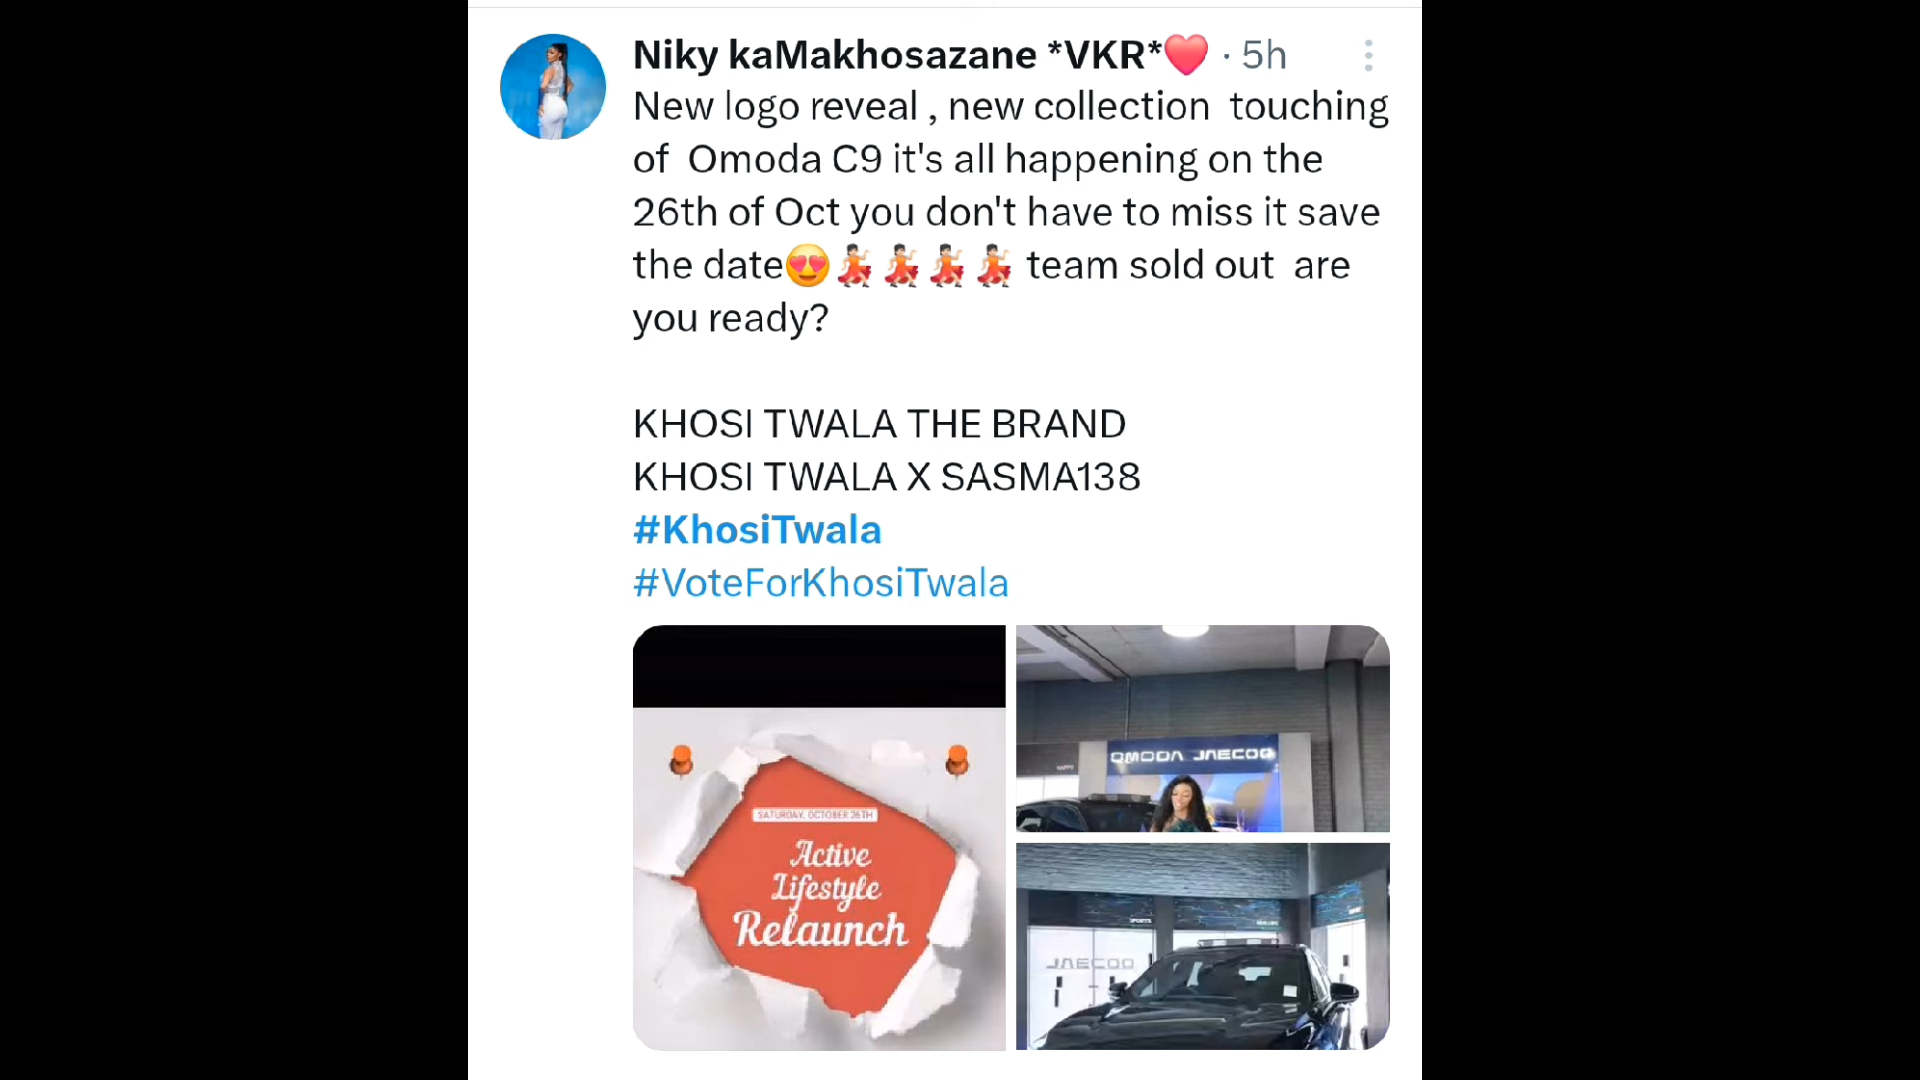 Niky kaMakhosazane *VKR*❤️ · 5h
New logo reveal , new collection  touching
of  Omoda C9 it's all happening on the
26th of Oct you don't have to miss it save
the date😍💃🏻💃🏻💃🏻💃🏻 team sold out  are
you ready?
KHOSI TWALA THE BRAND
KHOSI TWALA X SASMA138
#KhosiTwala
#VoteForKhosiTwala
SATURDAY, OCTOBER 26TH
Active
Lifestyle
Relaunch
OMODA JAECOO
HAPPY
SPORTS
JAECOO